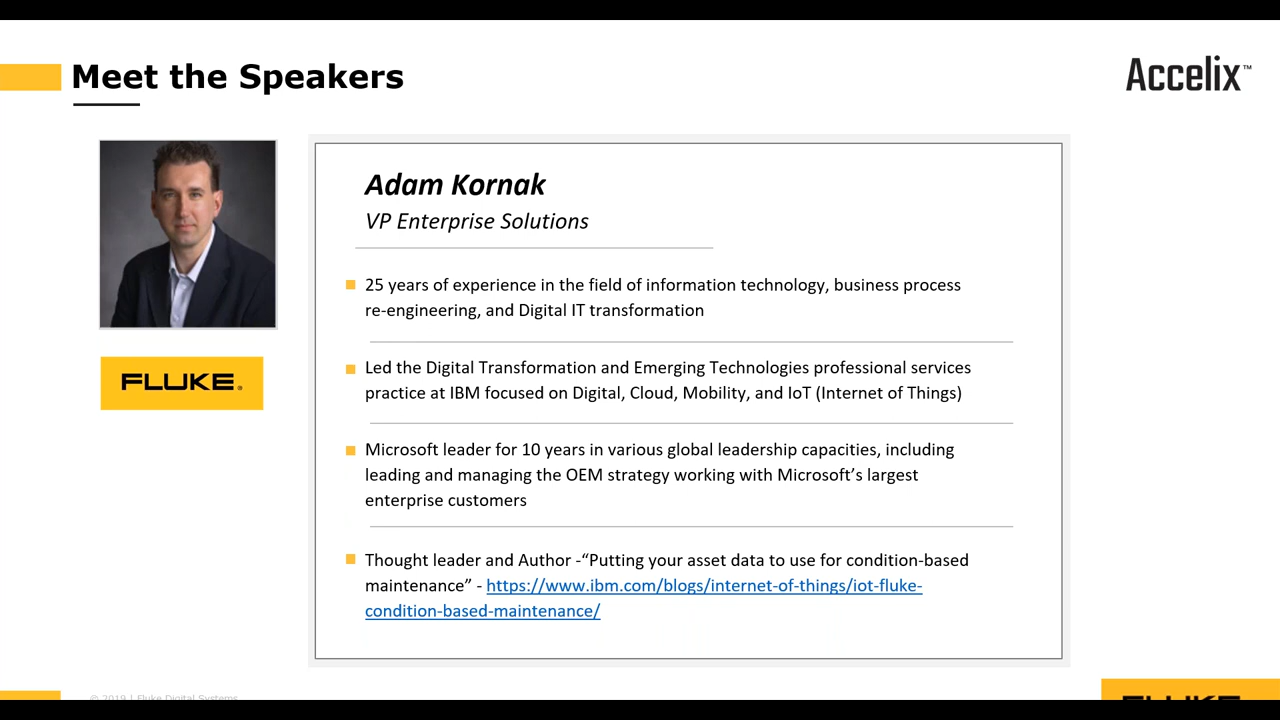 Meet the Speakers
Accelix™
Adam Kornak
VP Enterprise Solutions
25 years of experience in the field of information technology, business process
re-engineering, and Digital IT transformation
Led the Digital Transformation and Emerging Technologies professional services
practice at IBM focused on Digital, Cloud, Mobility, and IoT (Internet of Things)
Microsoft leader for 10 years in various global leadership capacities, including
leading and managing the OEM strategy working with Microsoft’s largest
enterprise customers
Thought leader and Author -“Putting your asset data to use for condition-based
maintenance” - https://www.ibm.com/blogs/internet-of-things/iot-fluke-
condition-based-maintenance/
FLUKE®
© 2019 | Fluke Digital Systems
FLUKE